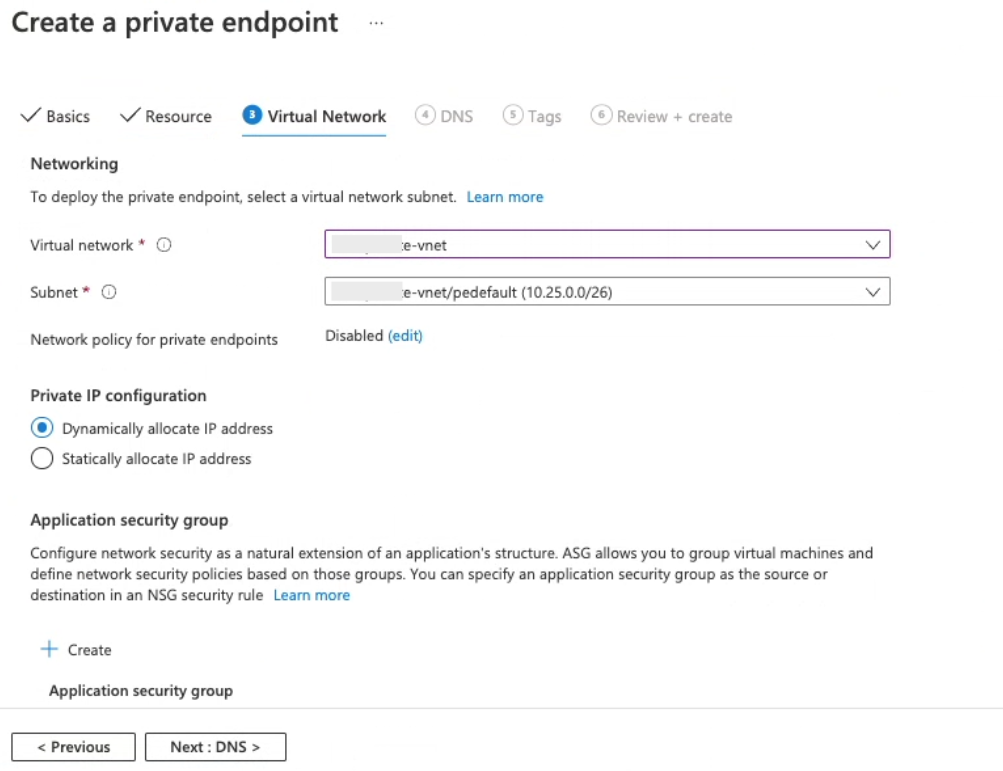 Create a private endpoint ...
Basics Resource 3 Virtual Network 4 DNS 5 Tags 6 Review + create
Networking
To deploy the private endpoint, select a virtual network subnet. Learn more
Virtual network * e-vnet
Subnet * e-vnet/pedefault (10.25.0.0/26)
Network policy for private endpoints Disabled (edit)
Private IP configuration
Dynamically allocate IP address
Statically allocate IP address
Application security group
Configure network security as a natural extension of an application's structure. ASG allows you to group virtual machines and
define network security policies based on those groups. You can specify an application security group as the source or
destination in an NSG security rule Learn more
+ Create
Application security group
< Previous Next : DNS >